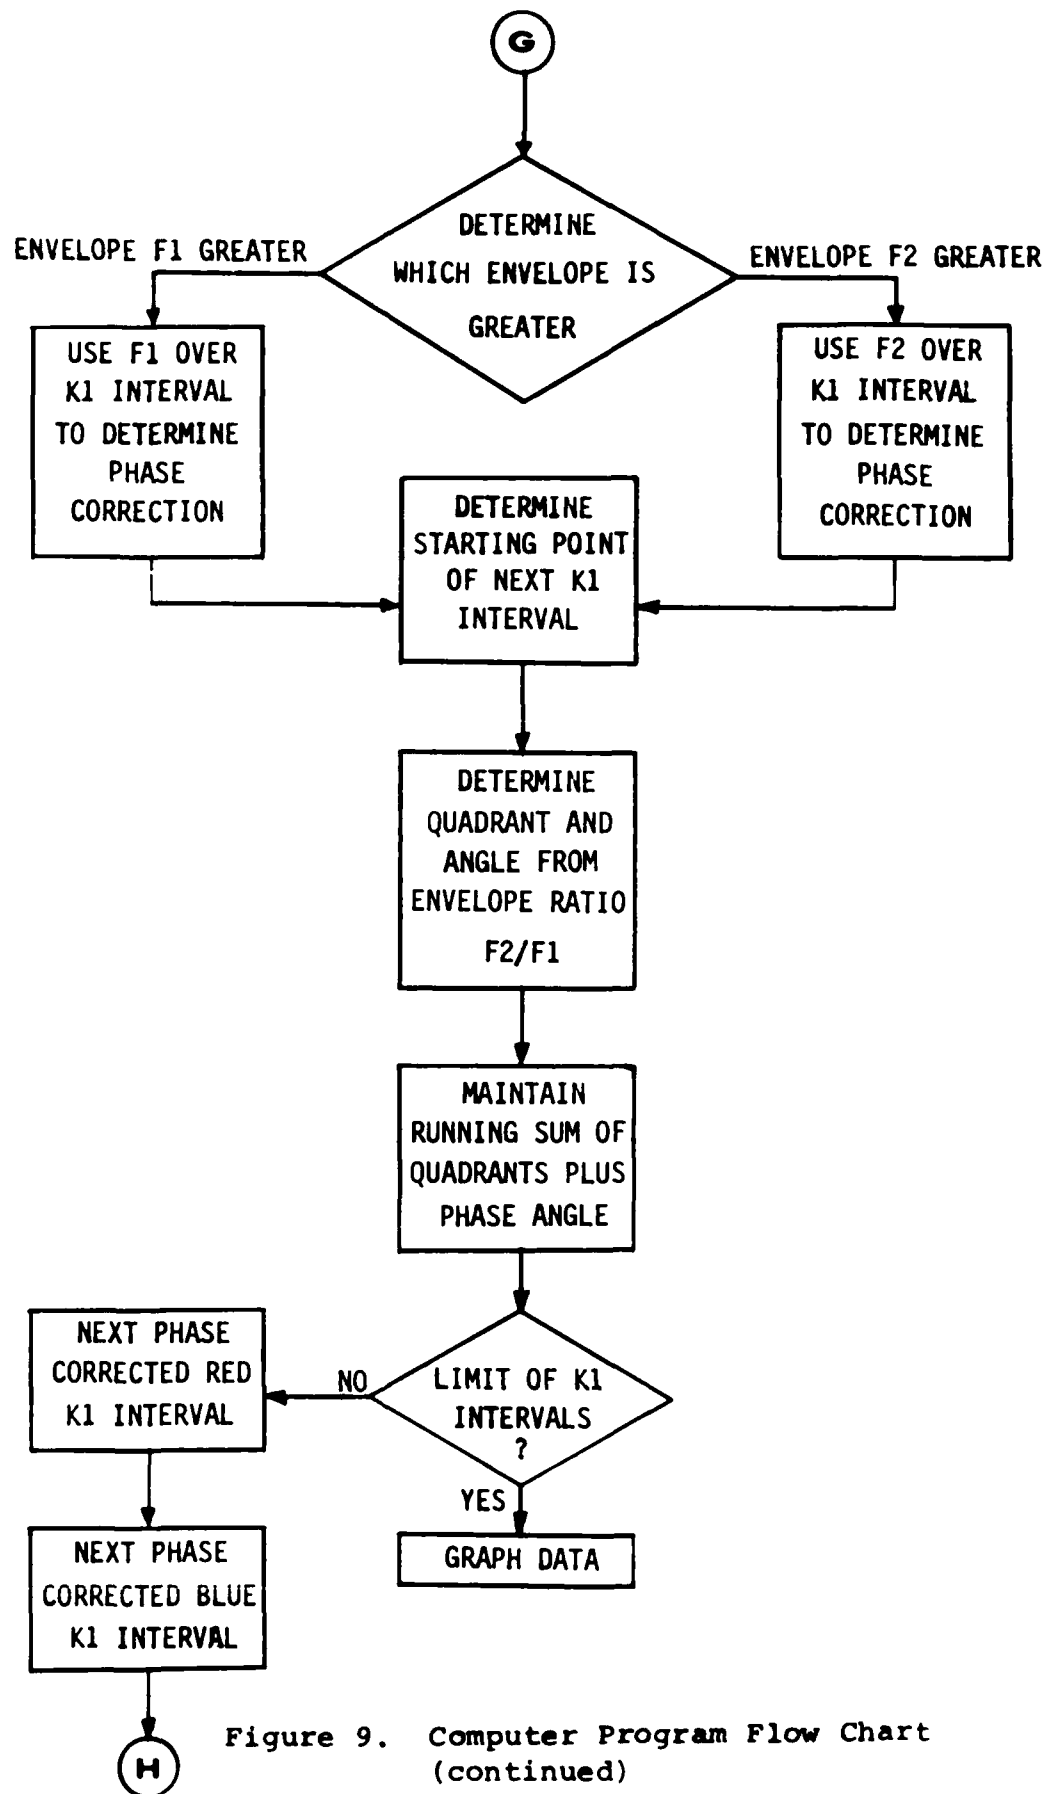 G
DETERMINE
WHICH ENVELOPE IS
GREATER
ENVELOPE F1 GREATER
ENVELOPE F2 GREATER
USE F1 OVER
K1 INTERVAL
TO DETERMINE
PHASE
CORRECTION
USE F2 OVER
K1 INTERVAL
TO DETERMINE
PHASE
CORRECTION
DETERMINE
STARTING POINT
OF NEXT K1
INTERVAL
DETERMINE
QUADRANT AND
ANGLE FROM
ENVELOPE RATIO
F2/F1
MAINTAIN
RUNNING SUM OF
QUADRANTS PLUS
PHASE ANGLE
LIMIT OF K1
INTERVALS
?
NO
YES
NEXT PHASE
CORRECTED RED
K1 INTERVAL
GRAPH DATA
NEXT PHASE
CORRECTED BLUE
K1 INTERVAL
H
Figure 9. Computer Program Flow Chart
(continued)